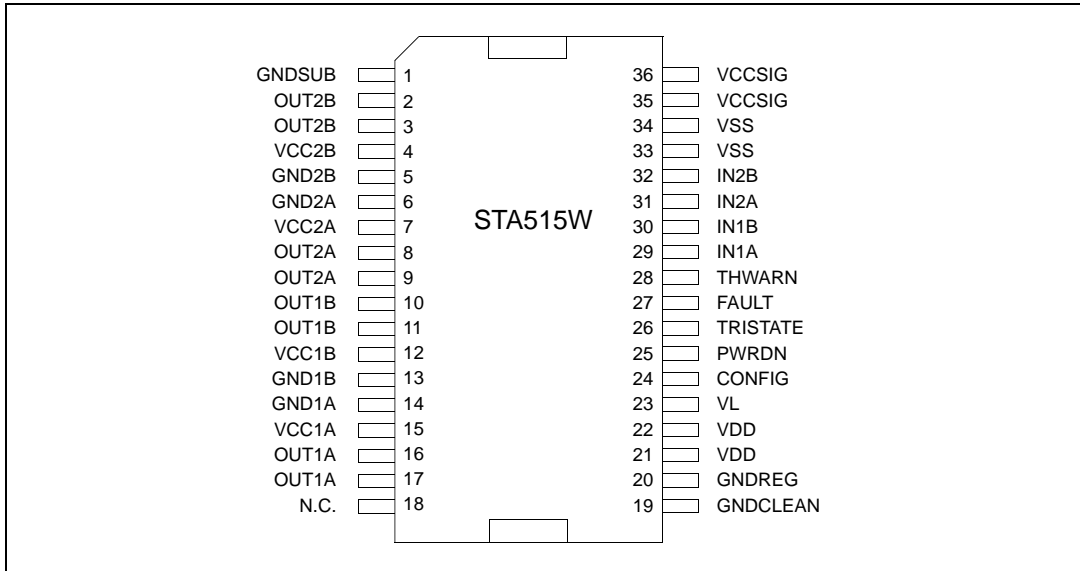 GNDSUB 1 36 VCCSIG
OUT2B 2 35 VCCSIG
OUT2B 3 34 VSS
VCC2B 4 33 VSS
GND2B 5 32 IN2B
GND2A 6 31 IN2A
VCC2A 7 STA515W 30 IN1B
OUT2A 8 29 IN1A
OUT2A 9 28 THWARN
OUT1B 10 27 FAULT
OUT1B 11 26 TRISTATE
VCC1B 12 25 PWRDN
GND1B 13 24 CONFIG
GND1A 14 23 VL
VCC1A 15 22 VDD
OUT1A 16 21 VDD
OUT1A 17 20 GNDREG
N.C. 18 19 GNDCLEAN